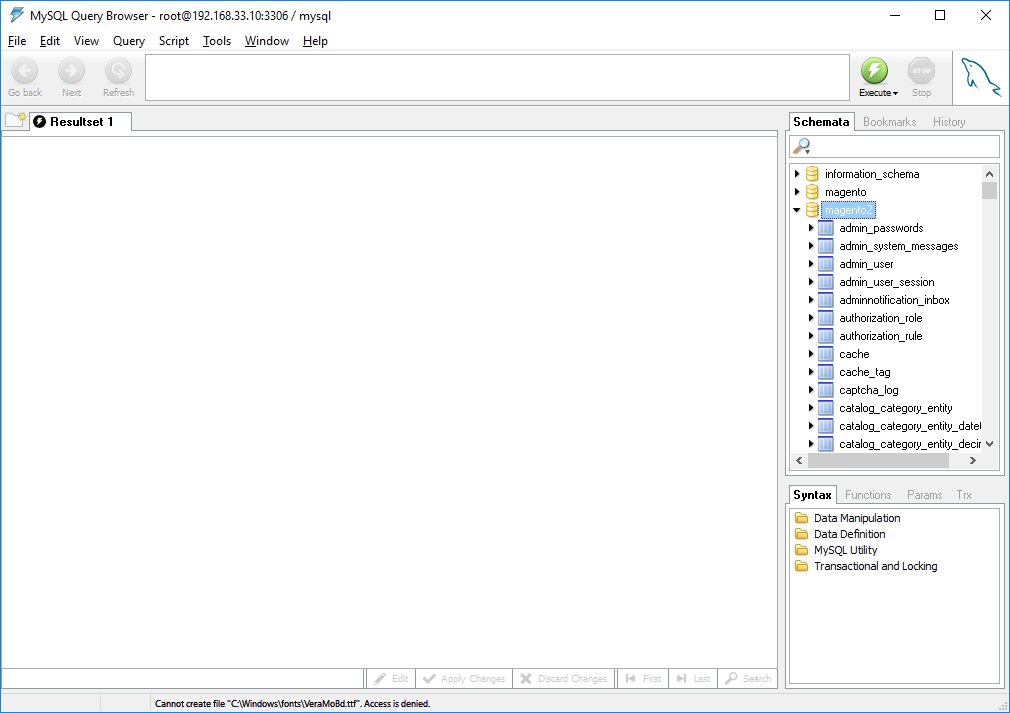 MySQL Query Browser - root@192.168.33.10:3306 / mysql
File Edit View Query Script Tools Window Help
Go back Next Refresh Execute STOP Stop
Resultset 1
Schemata Bookmarks History
information_schema
magento
magento2
admin_passwords
admin_system_messages
admin_user
admin_user_session
adminnotification_inbox
authorization_role
authorization_rule
cache
cache_tag
captcha_log
catalog_category_entity
catalog_category_entity_datet
catalog_category_entity_decir
Syntax Functions Params Trx
Data Manipulation
Data Definition
MySQL Utility
Transactional and Locking
Edit Apply Changes Discard Changes First Last Search
Cannot create file "C:\Windows\fonts\VeraMoBd.ttf". Access is denied.